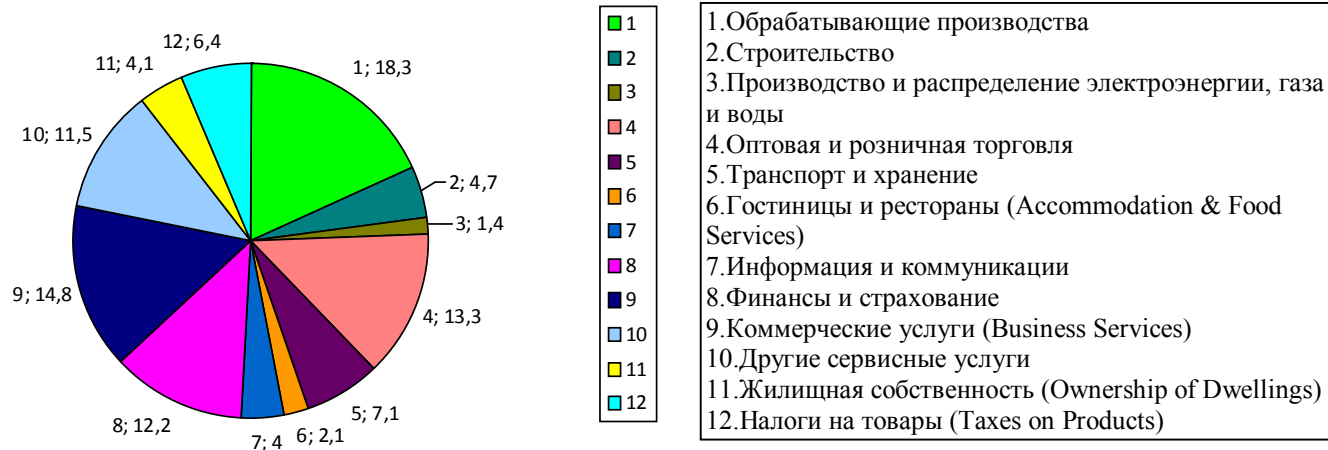 1; 18,3
2; 4,7
3; 1,4
4; 13,3
5; 7,1
6; 2,1
7; 4
8; 12,2
9; 14,8
10; 11,5
11; 4,1
12; 6,4
1
2
3
4
5
6
7
8
9
10
11
12
1.Обрабатывающие производства
2.Строительство
3.Производство и распределение электроэнергии, газа
и воды
4.Оптовая и розничная торговля
5.Транспорт и хранение
6.Гостиницы и рестораны (Accommodation & Food
Services)
7.Информация и коммуникации
8.Финансы и страхование
9.Коммерческие услуги (Business Services)
10.Другие сервисные услуги
11.Жилищная собственность (Ownership of Dwellings)
12.Налоги на товары (Taxes on Products)